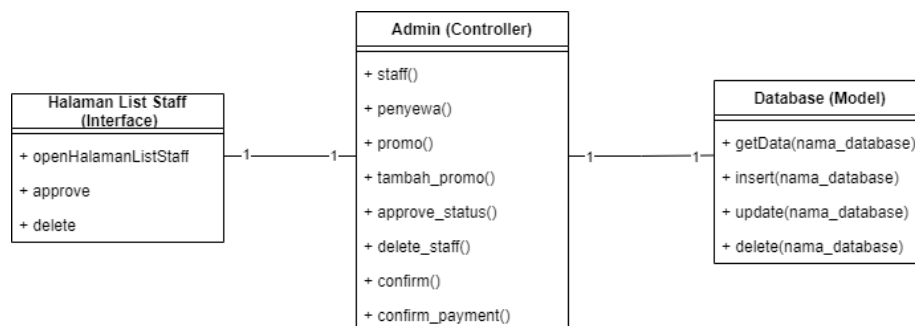 Halaman List Staff
(Interface)
+ openHalamanListStaff
+ approve
+ delete
1
1
Admin (Controller)
+ staff()
+ penyewa()
+ promo()
+ tambah_promo()
+ approve_status()
+ delete_staff()
+ confirm()
+ confirm_payment()
1
1
Database (Model)
+ getData(nama_database)
+ insert(nama_database)
+ update(nama_database)
+ delete(nama_database)